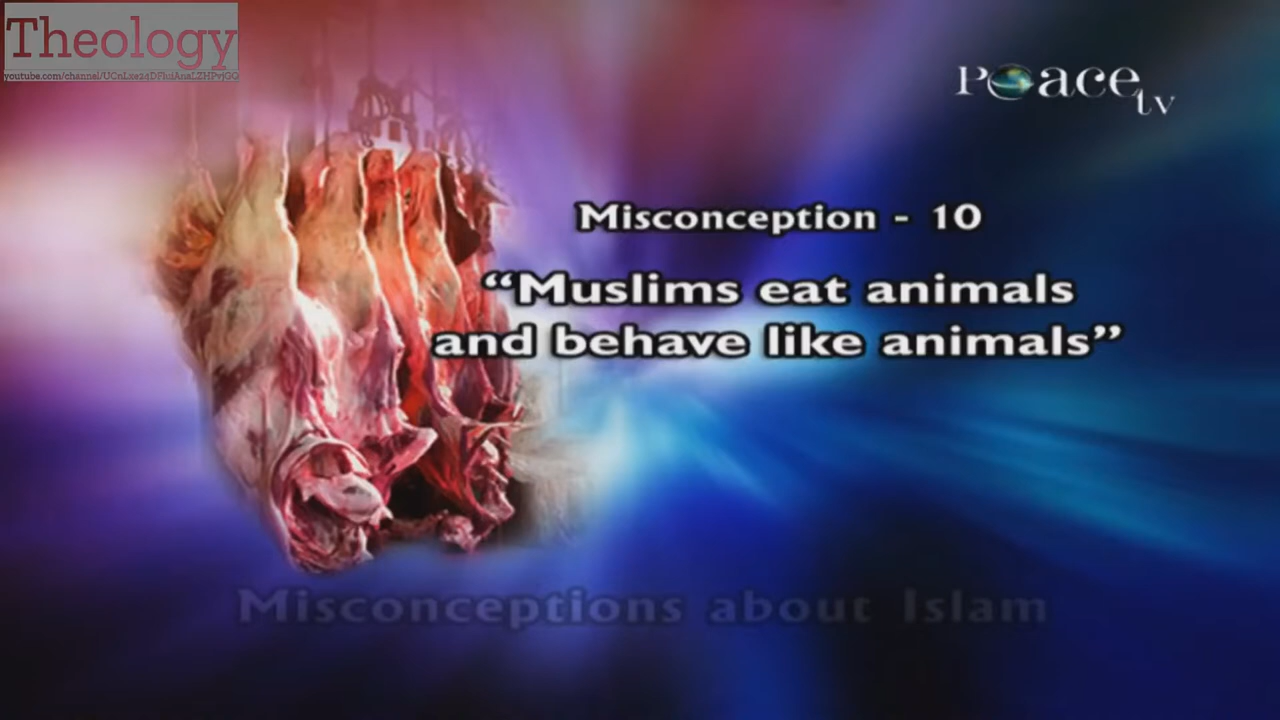 Theology
Peace
tv
Misconception - 10
“Muslims eat animals
and behave like animals”
Misconceptions about Islam